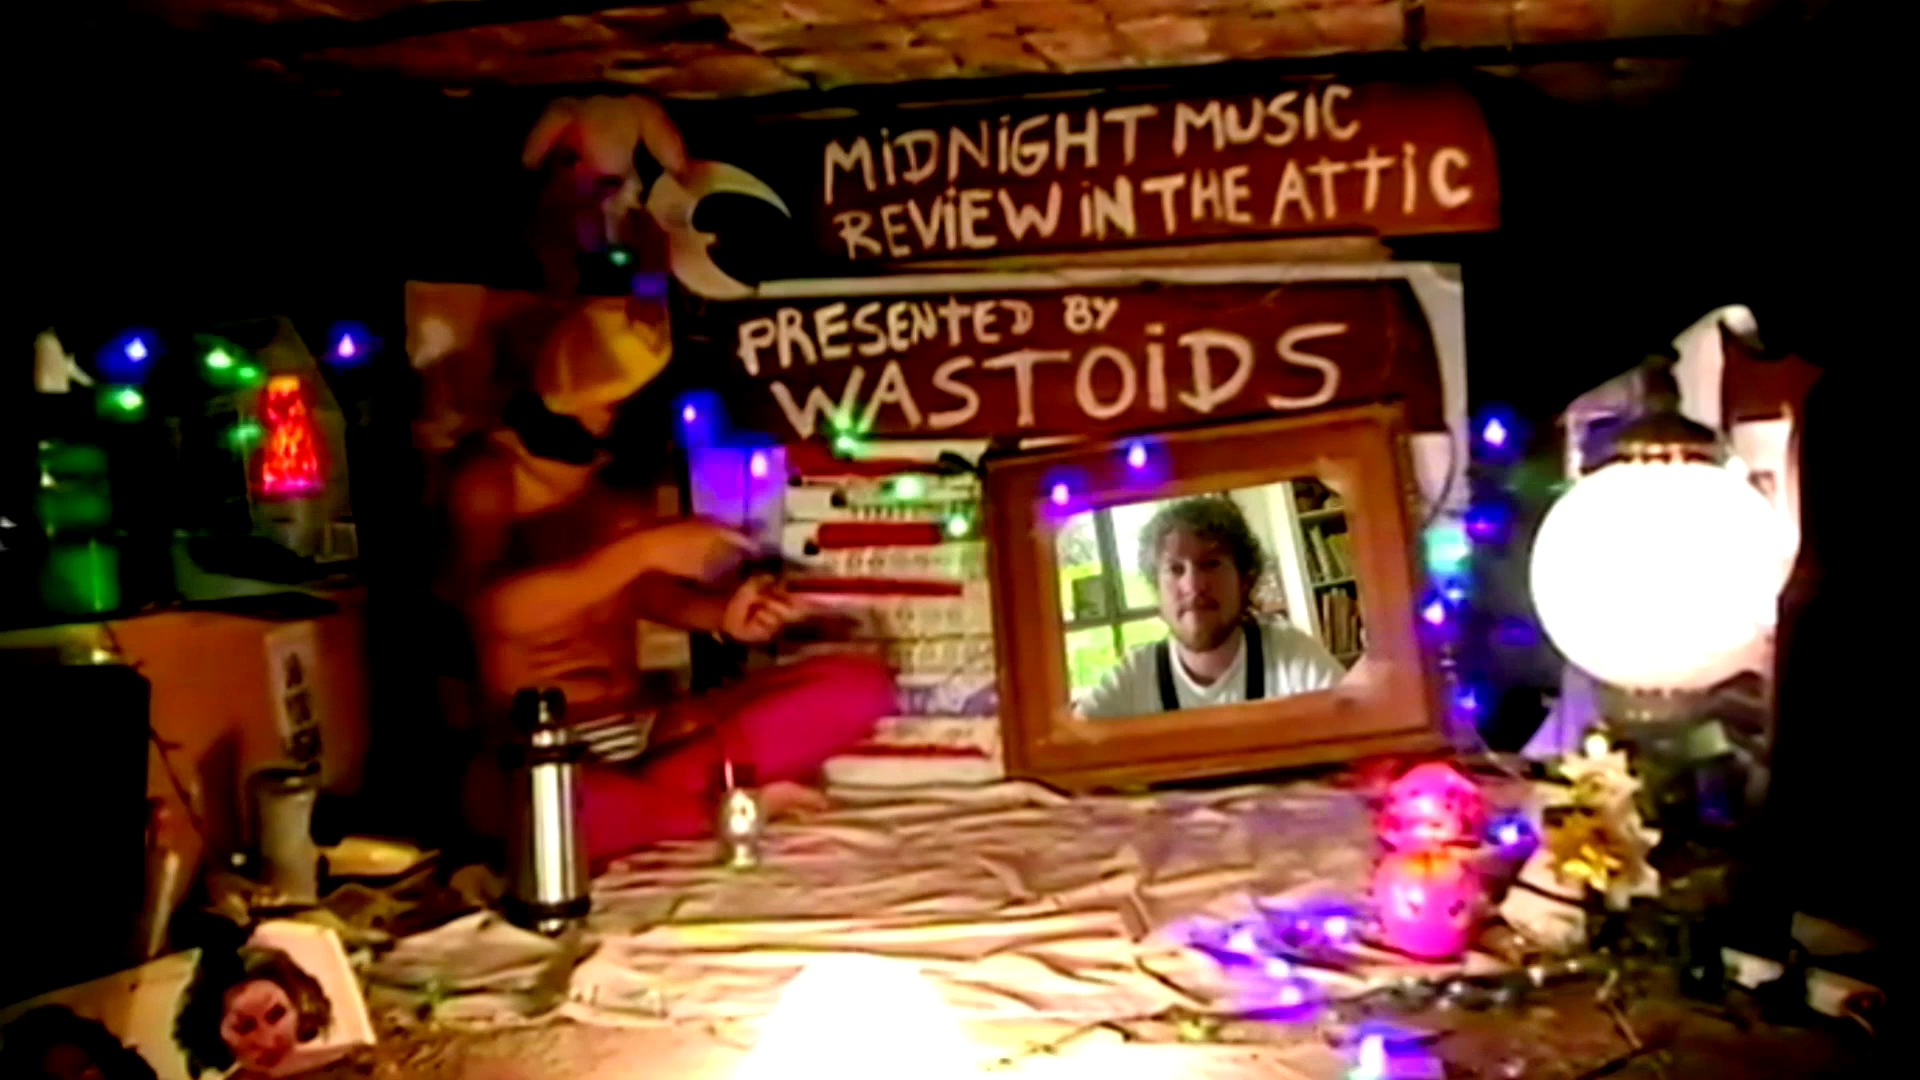 MiDNiGHT MUSiC
REViEW iN THE ATTiC
PRESENTED BY
WASTOiDS